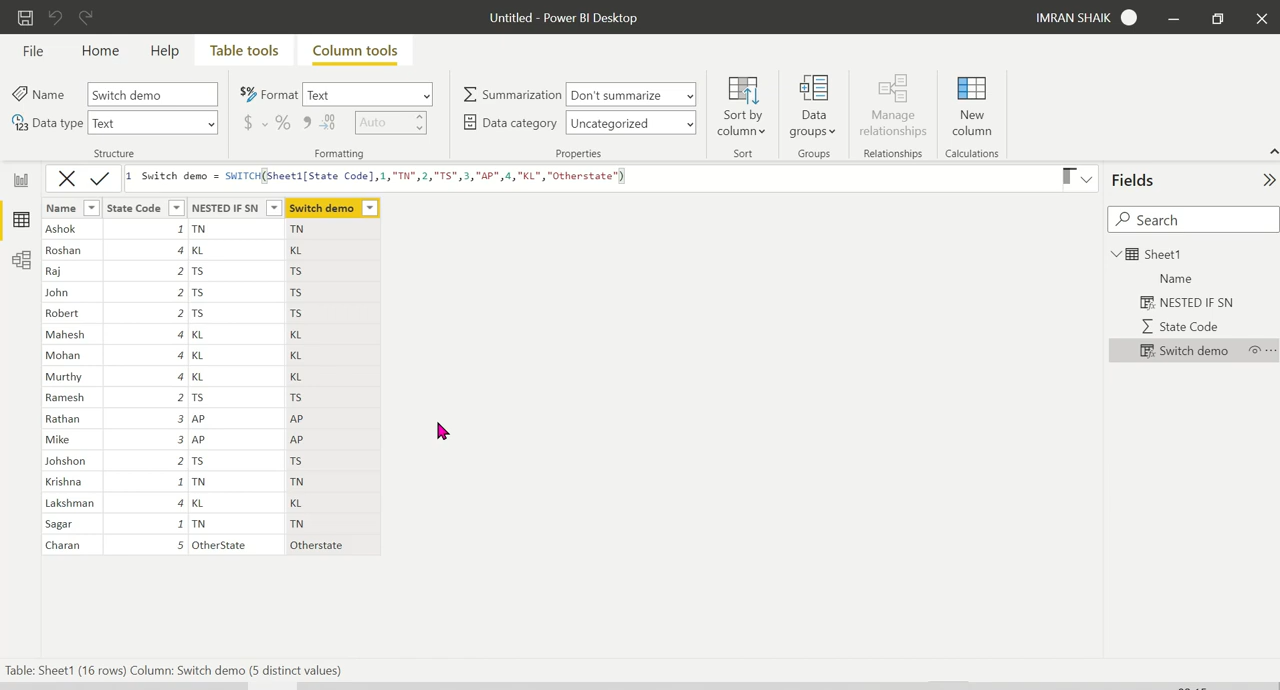 Untitled - Power BI Desktop
IMRAN SHAIK
File Home Help Table tools Column tools
Name Switch demo
Data type Text
Structure
Format Text
$ % 9 .00 Auto
Formatting
Summarization Don't summarize
Data category Uncategorized
Properties
Sort by column
Sort
Data groups
Groups
Manage relationships
Relationships
New column
Calculations
1 Switch demo = SWITCH(Sheet1[State Code],1,"TN",2,"TS",3,"AP",4,"KL","Otherstate")
Name State Code NESTED IF SN Switch demo
Ashok 1 TN TN
Roshan 4 KL KL
Raj 2 TS TS
John 2 TS TS
Robert 2 TS TS
Mahesh 4 KL KL
Mohan 4 KL KL
Murthy 4 KL KL
Ramesh 2 TS TS
Rathan 3 AP AP
Mike 3 AP AP
Johshon 2 TS TS
Krishna 1 TN TN
Lakshman 4 KL KL
Sagar 1 TN TN
Charan 5 OtherState Otherstate
Fields
Search
Sheet1
Name
NESTED IF SN
State Code
Switch demo
Table: Sheet1 (16 rows) Column: Switch demo (5 distinct values)